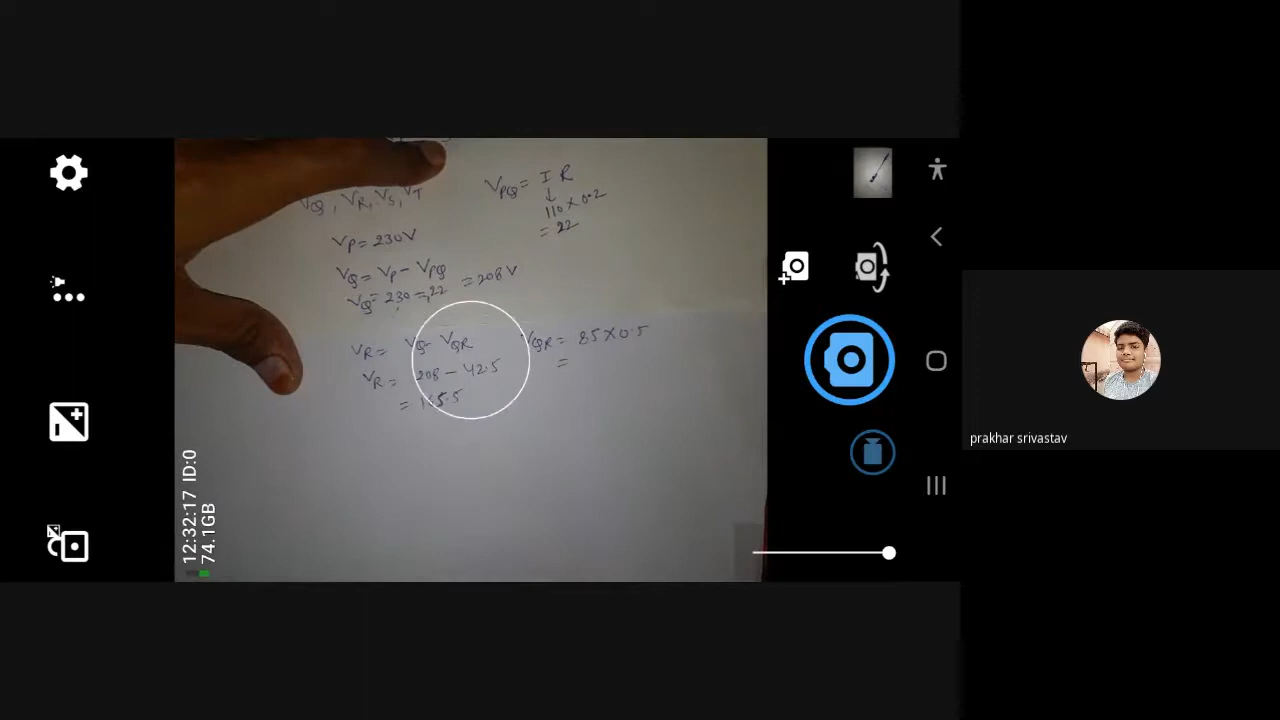 VQ, VR, VS, VT
VPQ = I R
↓
110 × 0.2
= 22
VP = 230V
VQ = VP - VPQ
VQ = 230 - 22 = 208 V
VR = VQ - VQR
VQR = 85 × 0.5
=
VR = 208 - 42.5
= 165.5
12:32:17 ID:0
74.1GB
prakhar srivastav